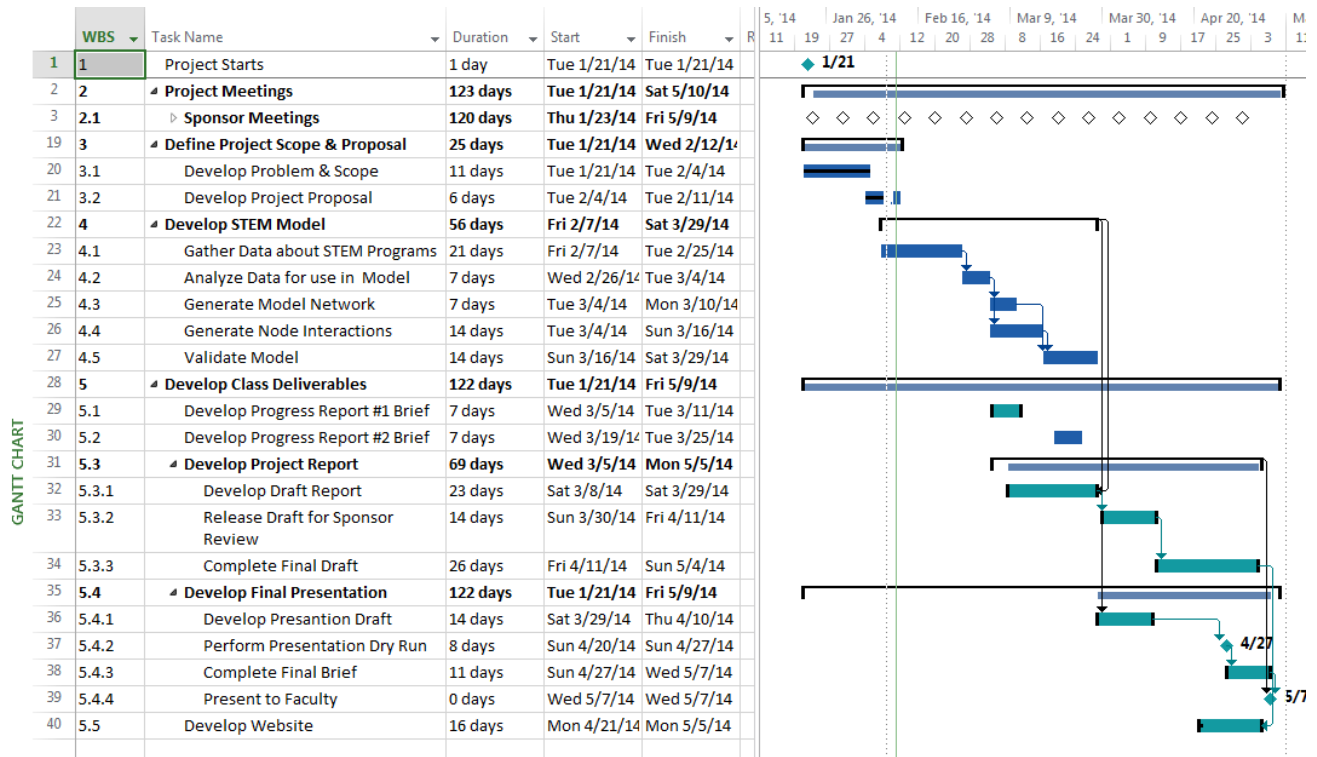 5, '14 Jan 26, '14 Feb 16, '14 Mar 9, '14 Mar 30, '14 Apr 20, '14 M
WBS Task Name Duration Start Finish R 11 19 27 4 12 20 28 8 16 24 1 9 17 25 3 11
1 1 Project Starts 1 day Tue 1/21/14 Tue 1/21/14 1/21
2 2 Project Meetings 123 days Tue 1/21/14 Sat 5/10/14
3 2.1 Sponsor Meetings 120 days Thu 1/23/14 Fri 5/9/14
19 3 Define Project Scope & Proposal 25 days Tue 1/21/14 Wed 2/12/14
20 3.1 Develop Problem & Scope 11 days Tue 1/21/14 Tue 2/4/14
21 3.2 Develop Project Proposal 6 days Tue 2/4/14 Tue 2/11/14
22 4 Develop STEM Model 56 days Fri 2/7/14 Sat 3/29/14
23 4.1 Gather Data about STEM Programs 21 days Fri 2/7/14 Tue 2/25/14
24 4.2 Analyze Data for use in Model 7 days Wed 2/26/14 Tue 3/4/14
25 4.3 Generate Model Network 7 days Tue 3/4/14 Mon 3/10/14
26 4.4 Generate Node Interactions 14 days Tue 3/4/14 Sun 3/16/14
27 4.5 Validate Model 14 days Sun 3/16/14 Sat 3/29/14
28 5 Develop Class Deliverables 122 days Tue 1/21/14 Fri 5/9/14
29 5.1 Develop Progress Report #1 Brief 7 days Wed 3/5/14 Tue 3/11/14
30 5.2 Develop Progress Report #2 Brief 7 days Wed 3/19/14 Tue 3/25/14
31 5.3 Develop Project Report 69 days Wed 3/5/14 Mon 5/5/14
32 5.3.1 Develop Draft Report 23 days Sat 3/8/14 Sat 3/29/14
33 5.3.2 Release Draft for Sponsor 14 days Sun 3/30/14 Fri 4/11/14
Review
34 5.3.3 Complete Final Draft 26 days Fri 4/11/14 Sun 5/4/14
35 5.4 Develop Final Presentation 122 days Tue 1/21/14 Fri 5/9/14
36 5.4.1 Develop Presantion Draft 14 days Sat 3/29/14 Thu 4/10/14
37 5.4.2 Perform Presentation Dry Run 8 days Sun 4/20/14 Sun 4/27/14 4/27
38 5.4.3 Complete Final Brief 11 days Sun 4/27/14 Wed 5/7/14
39 5.4.4 Present to Faculty 0 days Wed 5/7/14 Wed 5/7/14 5/7
40 5.5 Develop Website 16 days Mon 4/21/14 Mon 5/5/14
GANTT CHART